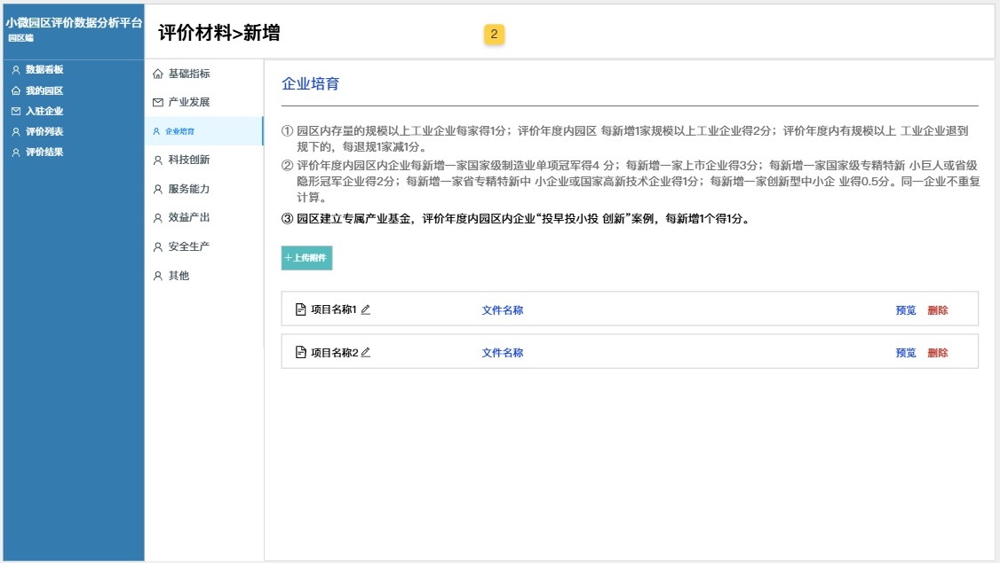 小微园区评价数据分析平台
园区端
数据看板
我的园区
入驻企业
评价列表
评价结果
评价材料>新增
2
基础指标
产业发展
企业培育
科技创新
服务能力
效益产出
安全生产
其他
企业培育
① 园区内存量的规模以上工业企业每家得1分；评价年度内园区 每新增1家规模以上工业企业得2分；评价年度内有规模以上 工业企业退到
规下的，每退规1家减1分。
② 评价年度内园区内企业每新增一家国家级制造业单项冠军得4 分；每新增一家上市企业得3分；每新增一家国家级专精特新 小巨人或省级
隐形冠军企业得2分；每新增一家省专精特新中 小企业或国家高新技术企业得1分；每新增一家创新型中小企 业得0.5分。同一企业不重复
计算。
③ 园区建立专属产业基金，评价年度内园区内企业“投早投小投 创新”案例，每新增1个得1分。
+上传附件
项目名称1 文件名称 预览 删除
项目名称2 文件名称 预览 删除